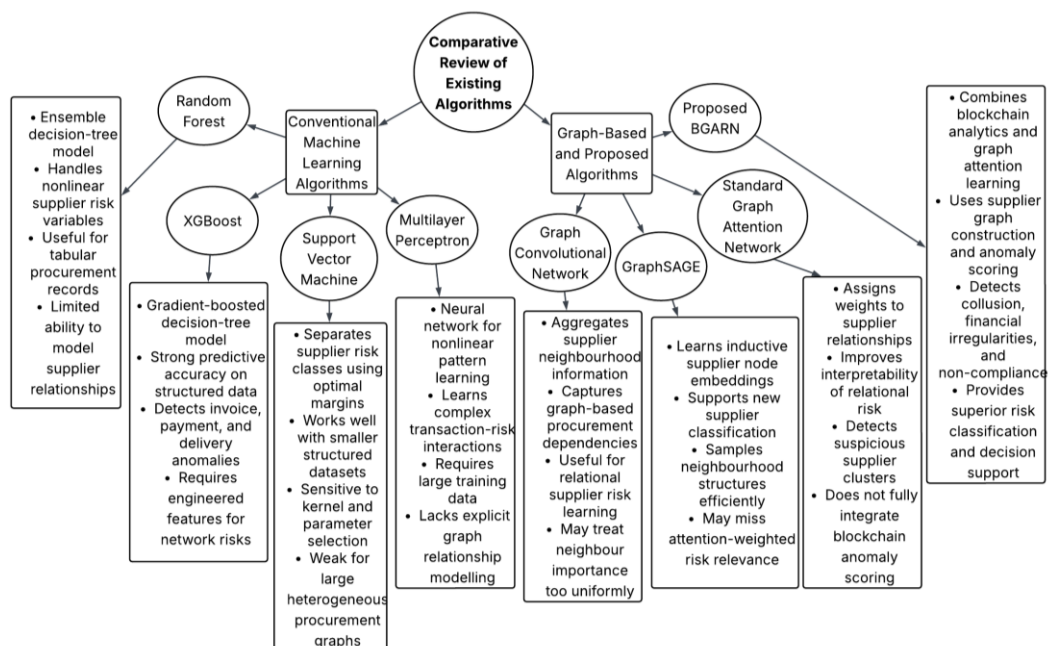 Comparative
Review of
Existing
Algorithms
Conventional
Machine
Learning
Algorithms
Graph-Based
and Proposed
Algorithms
Random
Forest
XGBoost
Support
Vector
Machine
Multilayer
Perceptron
Graph
Convolutional
Network
GraphSAGE
Standard
Graph
Attention
Network
Proposed
BGARN
• Ensemble
decision-tree
model
• Handles
nonlinear
supplier risk
variables
• Useful for
tabular
procurement
records
• Limited
ability to
model
supplier
relationships
• Gradient-boosted
decision-tree
model
• Strong predictive
accuracy on
structured data
• Detects invoice,
payment, and
delivery
anomalies
• Requires
engineered
features for
network risks
• Separates
supplier risk
classes using
optimal
margins
• Works well
with smaller
structured
datasets
• Sensitive to
kernel and
parameter
selection
• Weak for
large
heterogeneous
procurement
graphs
• Neural
network for
nonlinear
pattern
learning
• Learns
complex
transaction-risk
interactions
• Requires
large training
data
• Lacks explicit
graph
relationship
modelling
• Aggregates
supplier
neighbourhood
information
• Captures
graph-based
procurement
dependencies
• Useful for
relational
supplier risk
learning
• May treat
neighbour
importance
too uniformly
• Learns inductive
supplier node
embeddings
• Supports new
supplier
classification
• Samples
neighbourhood
structures
efficiently
• May miss
attention-weighted
risk relevance
• Assigns
weights to
supplier
relationships
• Improves
interpretability
of relational
risk
• Detects
suspicious
supplier
clusters
• Does not fully
integrate
blockchain
anomaly
scoring
• Combines
blockchain
analytics and
graph
attention
learning
• Uses supplier
graph
construction
and anomaly
scoring
• Detects
collusion,
financial
irregularities,
and
non-compliance
• Provides
superior risk
classification
and decision
support